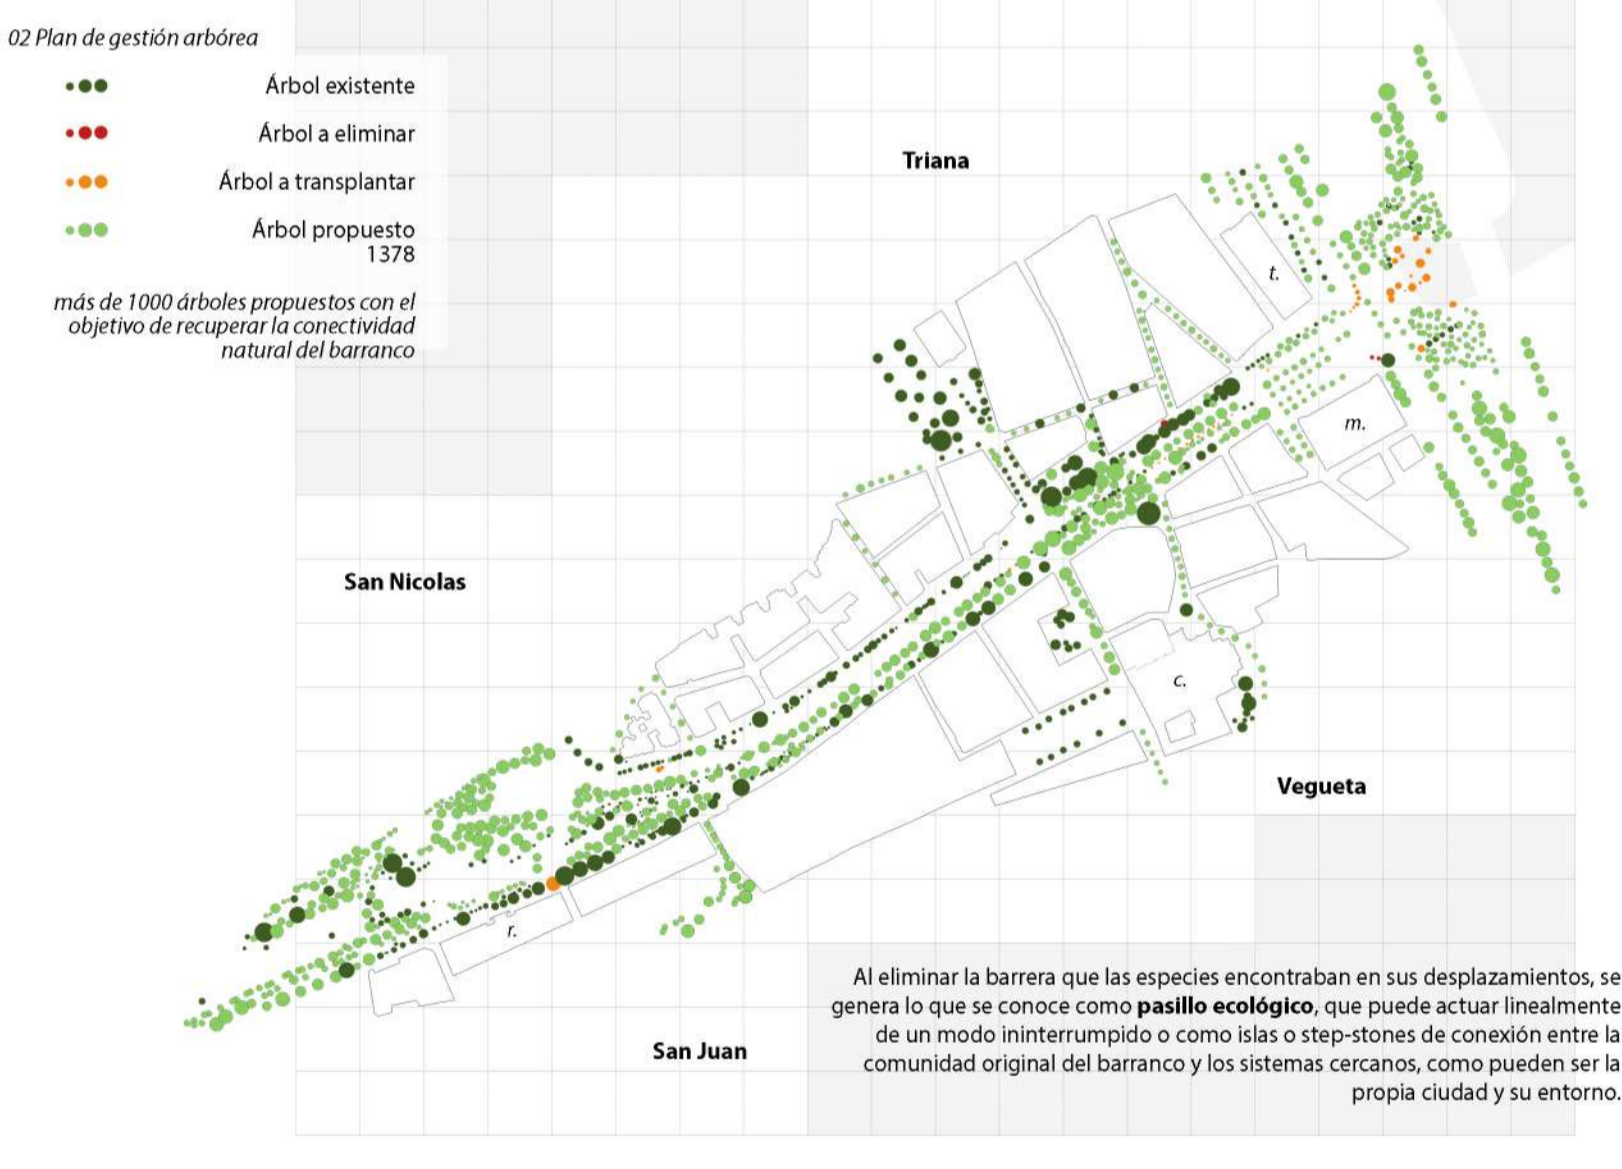 02 Plan de gestión arbórea
Árbol existente
Árbol a eliminar
Árbol a transplantar
Árbol propuesto
1378
más de 1000 árboles propuestos con el
objetivo de recuperar la conectividad
natural del barranco
Triana
t.
m.
San Nicolas
c.
Vegueta
r.
San Juan
Al eliminar la barrera que las especies encontraban en sus desplazamientos, se
genera lo que se conoce como pasillo ecológico, que puede actuar linealmente
de un modo ininterrumpido o como islas o step-stones de conexión entre la
comunidad original del barranco y los sistemas cercanos, como pueden ser la
propia ciudad y su entorno.